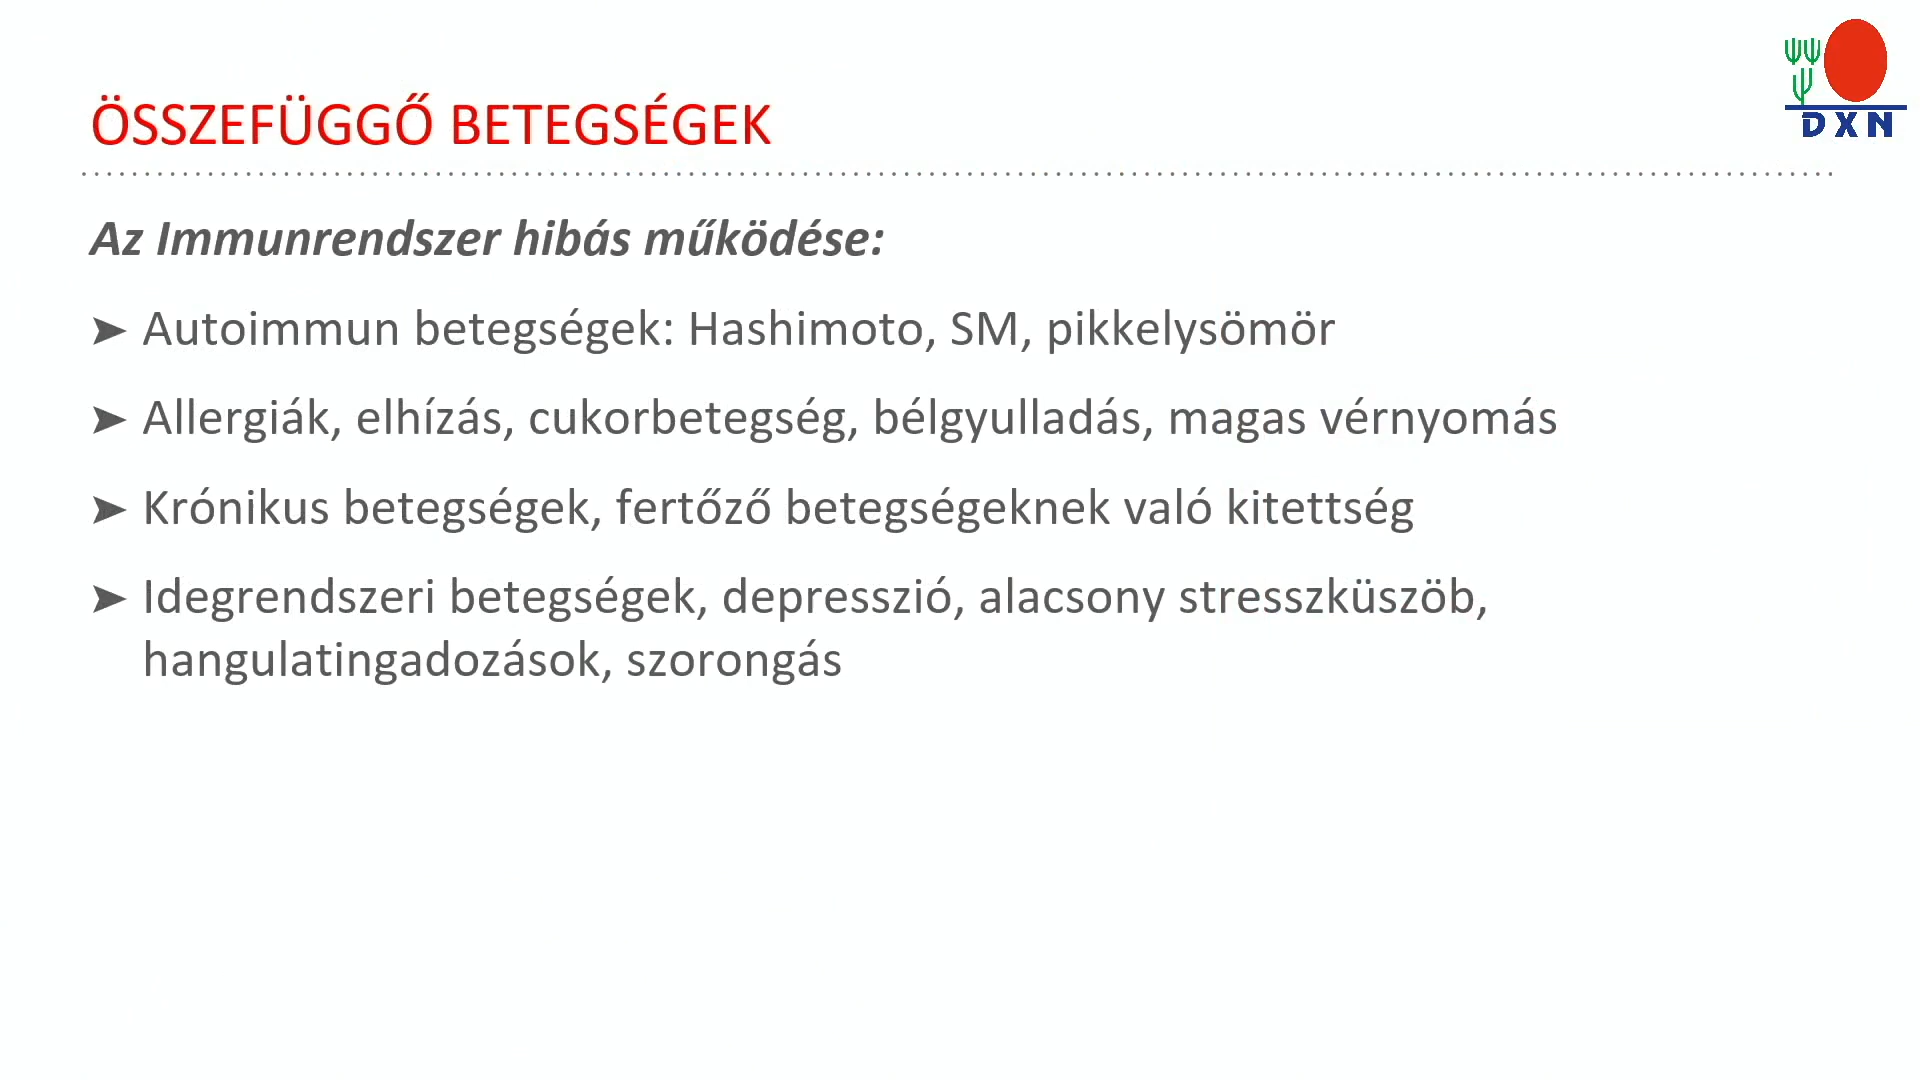 DXN
ÖSSZEFÜGGŐ BETEGSÉGEK
Az Immunrendszer hibás működése:
➤ Autoimmun betegségek: Hashimoto, SM, pikkelysömör
➤ Allergiák, elhízás, cukorbetegség, bélgyulladás, magas vérnyomás
➤ Krónikus betegségek, fertőző betegségeknek való kitettség
➤ Idegrendszeri betegségek, depresszió, alacsony stresszküszöb,
hangulatingadozások, szorongás